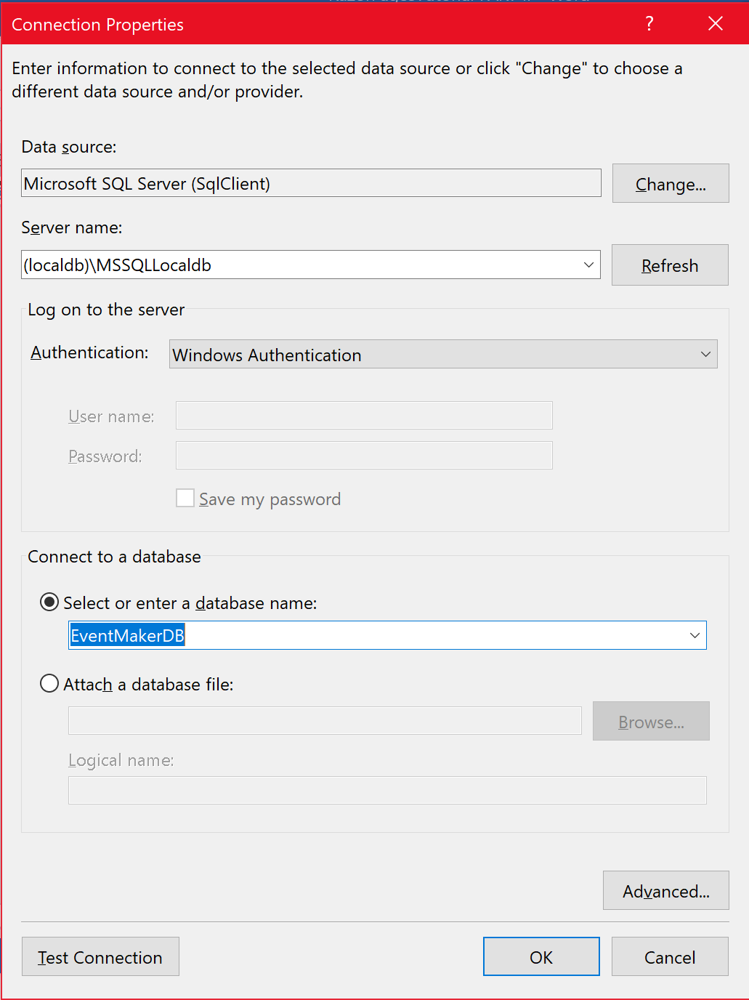 Connection Properties
?
Enter information to connect to the selected data source or click "Change" to choose a
different data source and/or provider.
Data source:
Microsoft SQL Server (SqlClient)
Change...
Server name:
(localdb)\MSSQLLocaldb
Refresh
Log on to the server
Authentication:
Windows Authentication
User name:
Password:
Save my password
Connect to a database
Select or enter a database name:
EventMakerDB
Attach a database file:
Browse...
Logical name:
Advanced...
Test Connection
OK
Cancel